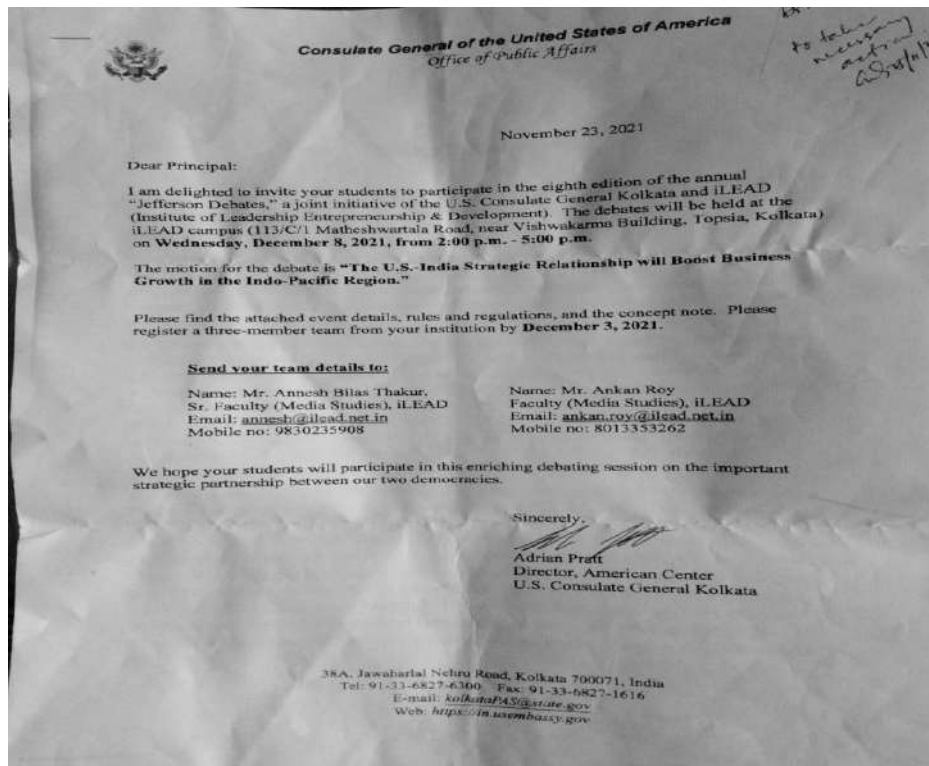 Consulate General of the United States of America
Office of Public Affairs
to take
necessary
action
November 23, 2021
Dear Principal:
I am delighted to invite your students to participate in the eighth edition of the annual
"Jefferson Debates," a joint initiative of the U.S. Consulate General Kolkata and iLEAD
(Institute of Leadership Entrepreneurship & Development). The debates will be held at the
iLEAD campus (113/C/1 Matheshwartala Road, near Vishwakarma Building, Topsia, Kolkata)
on Wednesday, December 8, 2021, from 2:00 p.m. - 5:00 p.m.
The motion for the debate is "The U.S.-India Strategic Relationship will Boost Business
Growth in the Indo-Pacific Region."
Please find the attached event details, rules and regulations, and the concept note. Please
register a three-member team from your institution by December 3, 2021.
Send your team details to:
Name: Mr. Annesh Bilas Thakur,
Sr. Faculty (Media Studies), iLEAD
Email: annesh@ilead.net.in
Mobile no: 9830235908
Name: Mr. Ankan Roy
Faculty (Media Studies), iLEAD
Email: ankan.roy@ilead.net.in
Mobile no: 8013353262
We hope your students will participate in this enriching debating session on the important
strategic partnership between our two democracies.
Sincerely,
Adrian Pratt
Director, American Center
U.S. Consulate General Kolkata
38A, Jawaharlal Nehru Road, Kolkata 700071, India
Tel: 91-33-6827-6300 Fax: 91-33-6827-1616
E-mail: kolkataPAS@state.gov
Web: https://in.usembassy.gov